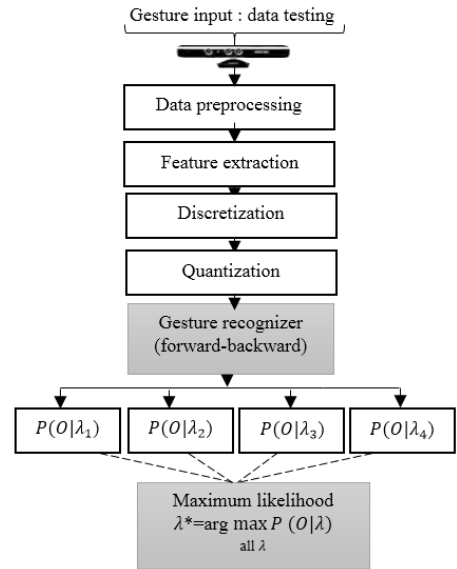 Gesture input : data testing
Data preprocessing
Feature extraction
Discretization
Quantization
Gesture recognizer
(forward-backward)
P(O|λ₁)
P(O|λ₂)
P(O|λ₃)
P(O|λ₄)
Maximum likelihood
λ*=arg max P (O|λ)
all λ